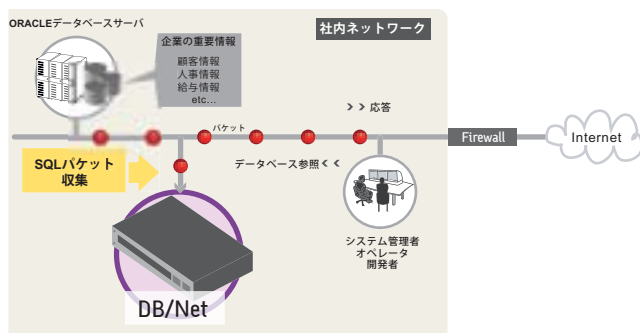 ORACLEデータベースサーバ
社内ネットワーク
企業の重要情報
顧客情報
人事情報
給与情報
etc...
>> 応答
パケット
Firewall
Internet
SQLパケット
収集
データベース参照 <<
システム管理者
オペレータ
開発者
DB/Net